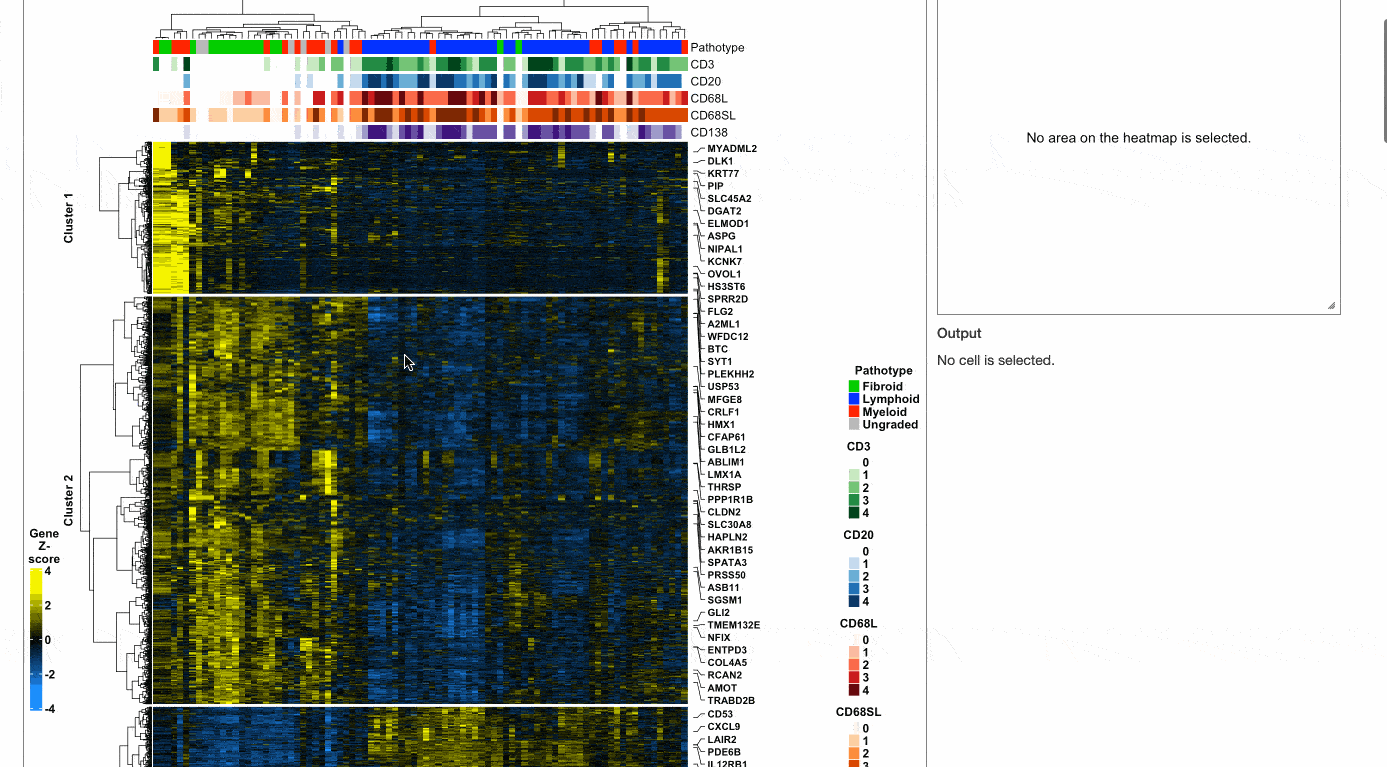 Pathotype
CD3
CD20
CD68L
CD68SL
CD138
Cluster 1
Cluster 2
MYADML2
DLK1
KRT77
PIP
SLC45A2
DGAT2
ELMOD1
ASPG
NIPAL1
KCNK7
OVOL1
HS3ST6
SPRR2D
FLG2
A2ML1
WFDC12
BTC
SYT1
PLEKHH2
USP53
MFGE8
CRLF1
HMX1
CFAP61
GLB1L2
ABLIM1
LMX1A
THRSP
PPP1R1B
CLDN2
SLC30A8
HAPLN2
AKR1B15
SPATA3
PRSS50
ASB11
SGSM1
GLI2
TMEM132E
NFIX
ENTPD3
COL4A5
RCAN2
AMOT
TRABD2B
CD53
CXCL9
LAIR2
PDE6B
IL12RB1
Gene
Z-
score
4
2
0
-2
-4
Pathotype
Fibroid
Lymphoid
Myeloid
Ungraded
CD3
0
1
2
3
4
CD20
0
1
2
3
4
CD68L
0
1
2
3
4
CD68SL
0
1
2
3
No area on the heatmap is selected.
Output
No cell is selected.